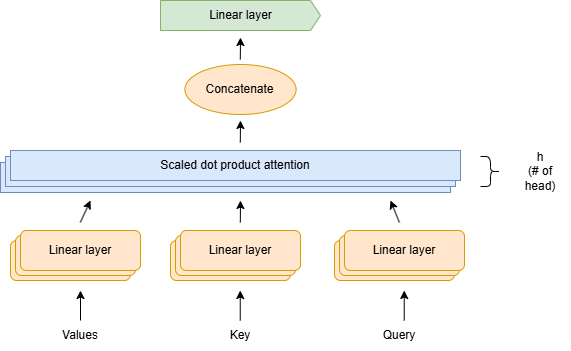 Linear layer
Concatenate
Scaled dot product attention
h
(# of
head)
Linear layer
Linear layer
Linear layer
Values
Key
Query